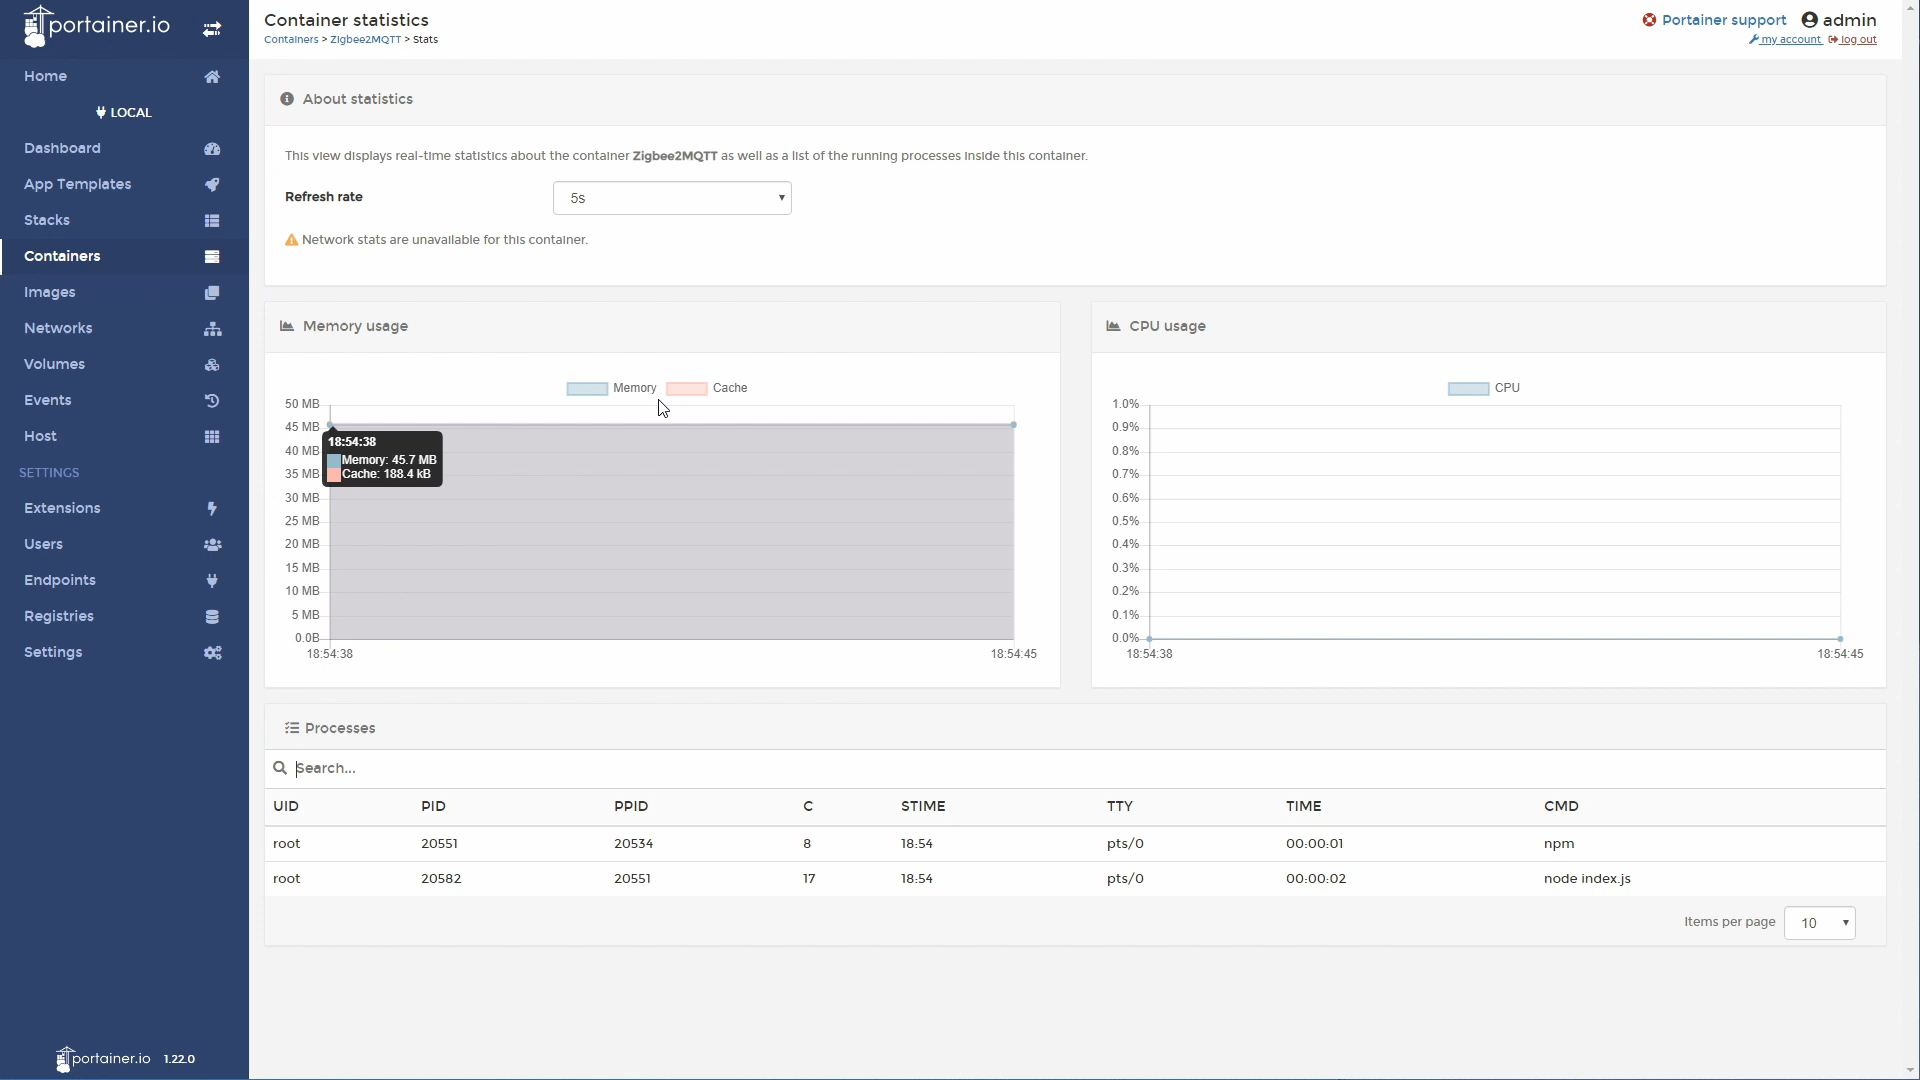 portainer.io
Home
LOCAL
Dashboard
App Templates
Stacks
Containers
Images
Networks
Volumes
Events
Host
SETTINGS
Extensions
Users
Endpoints
Registries
Settings
portainer.io 1.22.0
Container statistics
Containers > Zigbee2MQTT > Stats
Portainer support admin
my account log out
About statistics
This view displays real-time statistics about the container Zigbee2MQTT as well as a list of the running processes inside this container.
Refresh rate 5s
Network stats are unavailable for this container.
Memory usage
Memory Cache
50 MB
45 MB
40 MB
35 MB
30 MB
25 MB
20 MB
15 MB
10 MB
5 MB
0.0B
18:54:38
Memory: 45.7 MB
Cache: 188.4 kB
18:54:38 18:54:45
CPU usage
CPU
1.0%
0.9%
0.8%
0.7%
0.6%
0.5%
0.4%
0.3%
0.2%
0.1%
0.0%
18:54:38 18:54:45
Processes
Search...
UID PID PPID C STIME TTY TIME CMD
root 20551 20534 8 18:54 pts/0 00:00:01 npm
root 20582 20551 17 18:54 pts/0 00:00:02 node index.js
Items per page 10